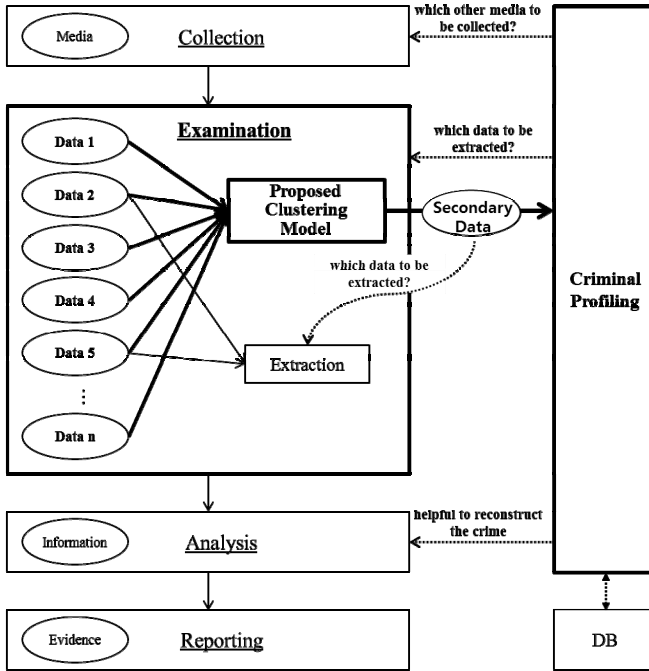 Media
Collection
which other media to
be collected?
Examination
Data 1
Data 2
Data 3
Data 4
Data 5
...
Data n
Proposed
Clustering
Model
which data to be
extracted?
Secondary
Data
which data to be
extracted?
Extraction
Criminal
Profiling
Information
Analysis
helpful to reconstruct
the crime
Evidence
Reporting
DB